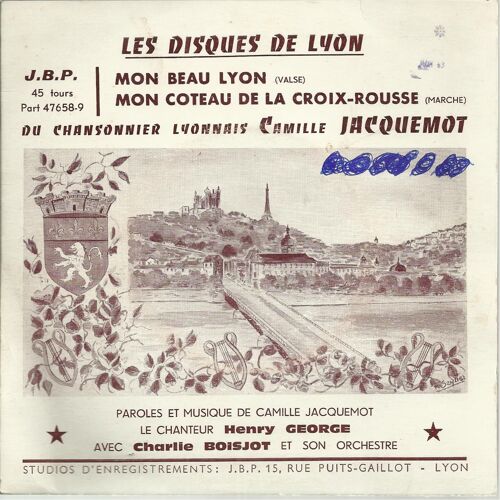 LES DISQUES DE LYON
J.B.P.
45 tours
Part 47658-9
MON BEAU LYON (VALSE)
MON COTEAU DE LA CROIX-ROUSSE (MARCHE)
DU CHANSONNIER LYONNAIS CAMILLE JACQUEMOT
PAROLES ET MUSIQUE DE CAMILLE JACQUEMOT
LE CHANTEUR Henry GEORGE
AVEC Charlie BOISJOT ET SON ORCHESTRE
STUDIOS D'ENREGISTREMENTS: J.B.P. 15, RUE PUITS-GAILLOT - LYON